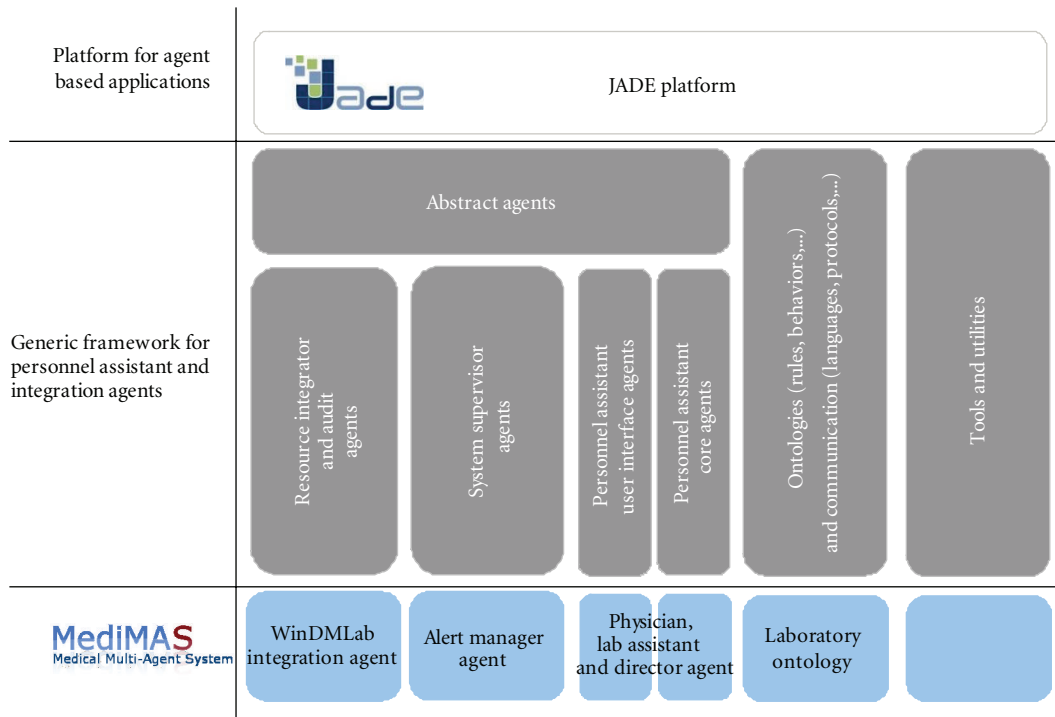 Platform for agent
based applications
Jade
JADE platform
Generic framework for
personnel assistant and
integration agents
Abstract agents
Resource integrator
and audit
agents
System supervisor
agents
Personnel assistant
user interface agents
Personnel assistant
core agents
Ontologies (rules, behaviors,...)
and communication (languages, protocols,...)
Tools and utilities
MediMAS
Medical Multi-Agent System
WinDMLab
integration agent
Alert manager
agent
Physician,
lab assistant
and director agent
Laboratory
ontology